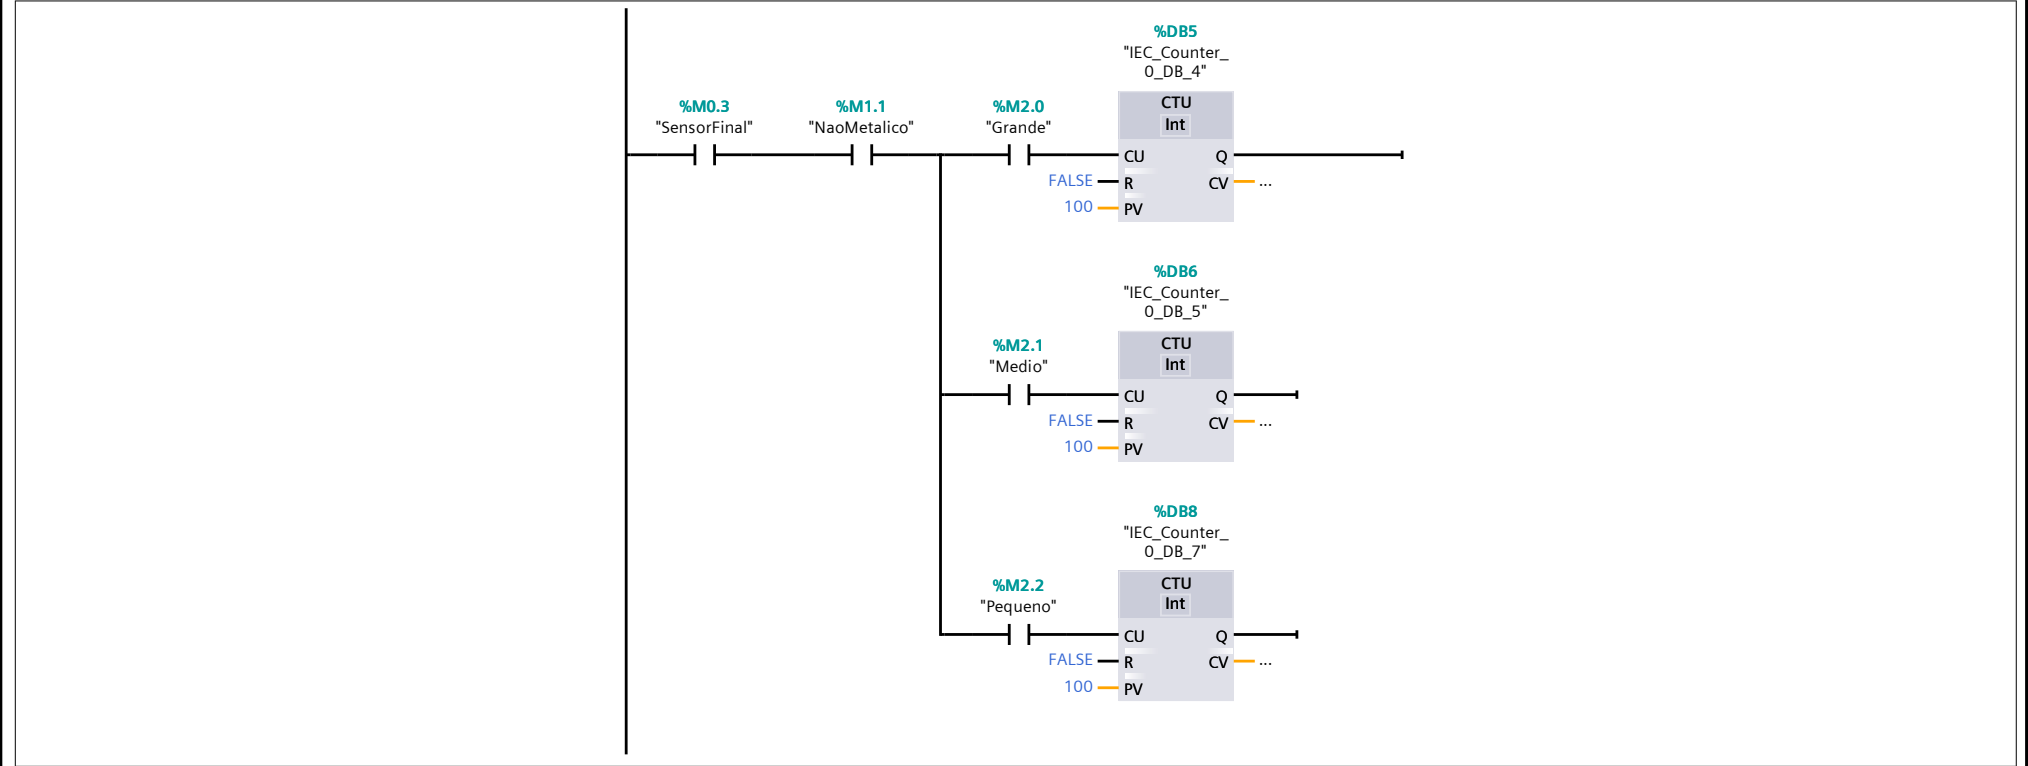 %DB5
"IEC_Counter_
0_DB_4"
%M0.3
"SensorFinal"
%M1.1
"NaoMetalico"
%M2.0
"Grande"
CTU
Int
CU
Q
FALSE
R
CV
...
100
PV
%DB6
"IEC_Counter_
0_DB_5"
%M2.1
"Medio"
CTU
Int
CU
Q
FALSE
R
CV
...
100
PV
%DB8
"IEC_Counter_
0_DB_7"
%M2.2
"Pequeno"
CTU
Int
CU
Q
FALSE
R
CV
...
100
PV